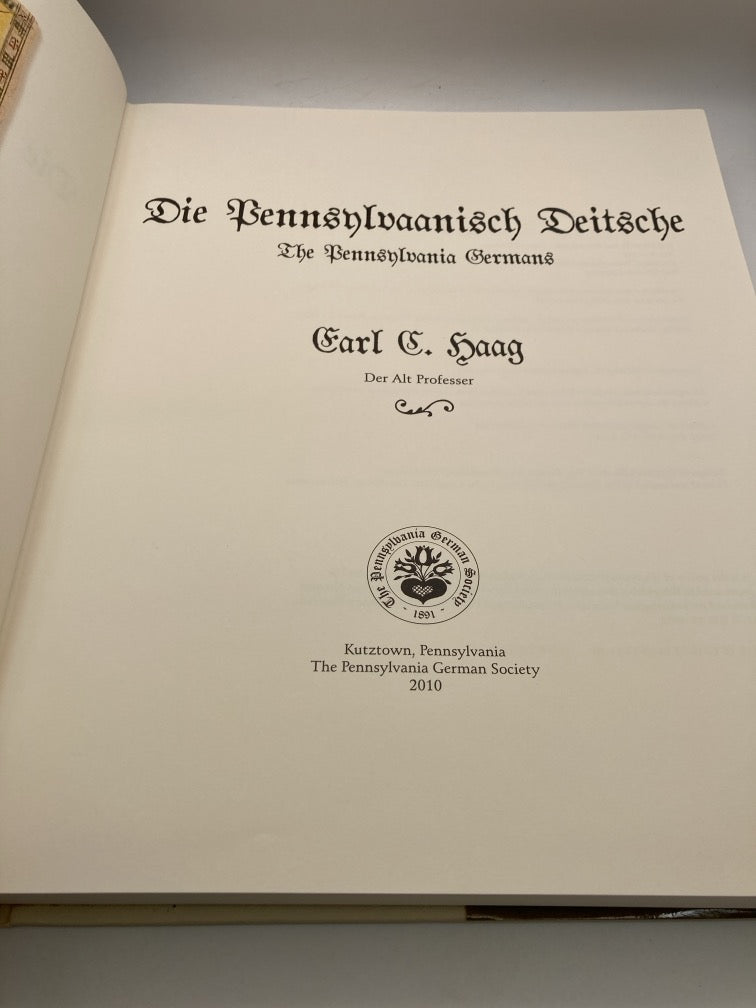 Die Pennsylvaanisch Deitsche
The Pennsylvania Germans
Earl C. Haag
Der Alt Professer
The Pennsylvania German Society
- 1891 -
Kutztown, Pennsylvania
The Pennsylvania German Society
2010